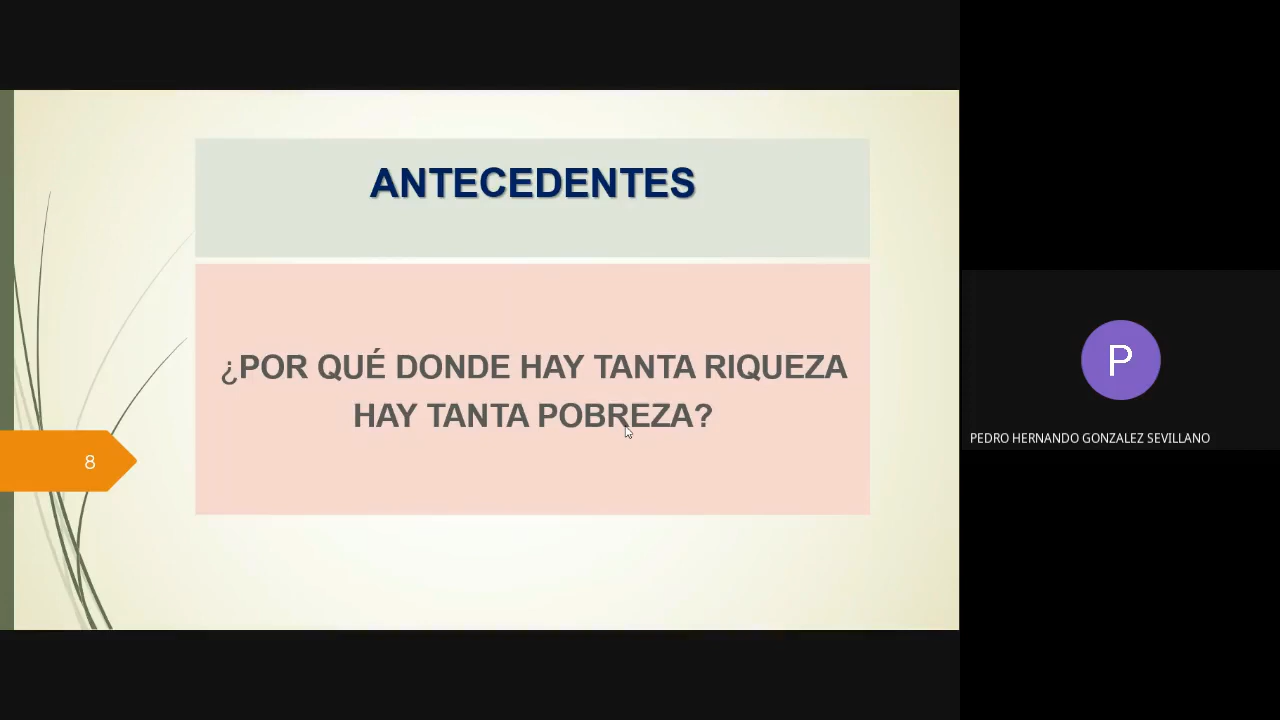 ANTECEDENTES
¿POR QUÉ DONDE HAY TANTA RIQUEZA
HAY TANTA POBREZA?
8
P
PEDRO HERNANDO GONZALEZ SEVILLANO